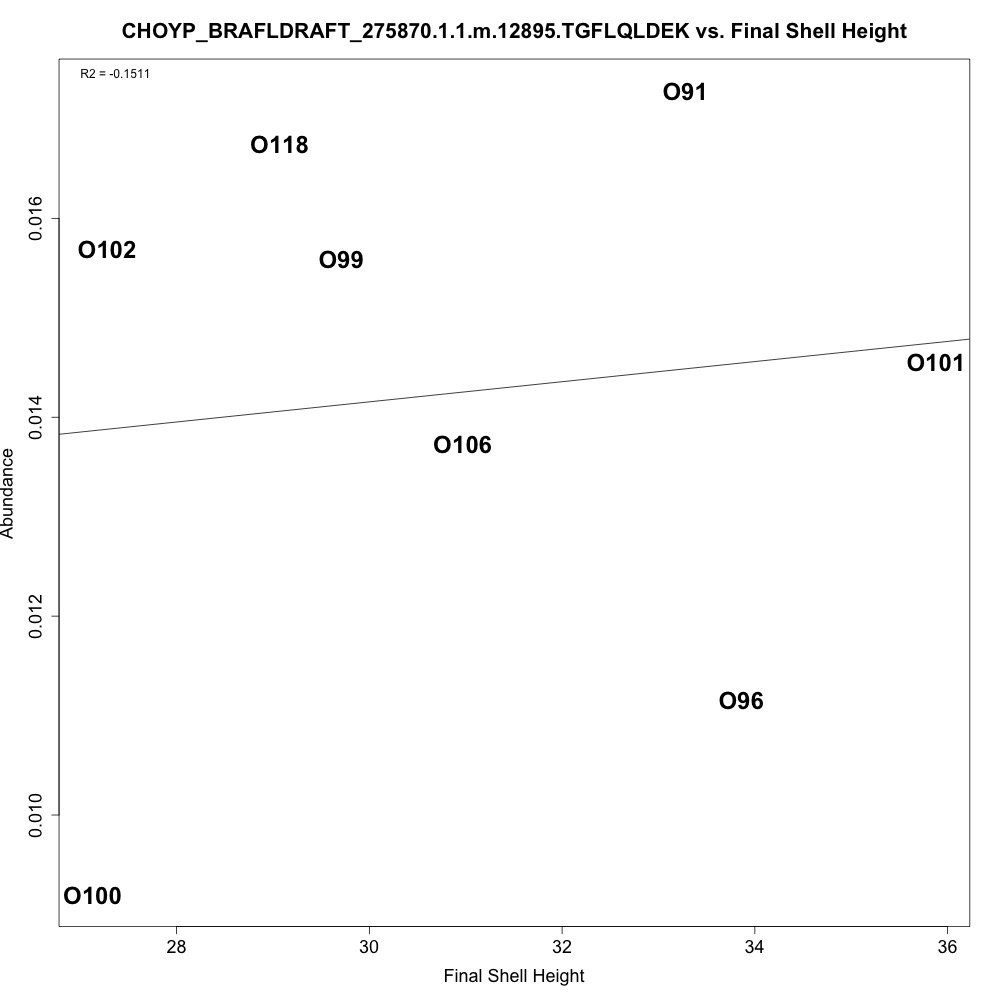 CHOYP_BRAFLDRAFT_275870.1.1.m.12895.TGFLQLDEK vs. Final Shell Height
R2 = -0.1511
O91
O118
0.016
O102
O99
O101
0.014
O106
Abundance
0.012
O96
0.010
O100
28 30 32 34 36
Final Shell Height